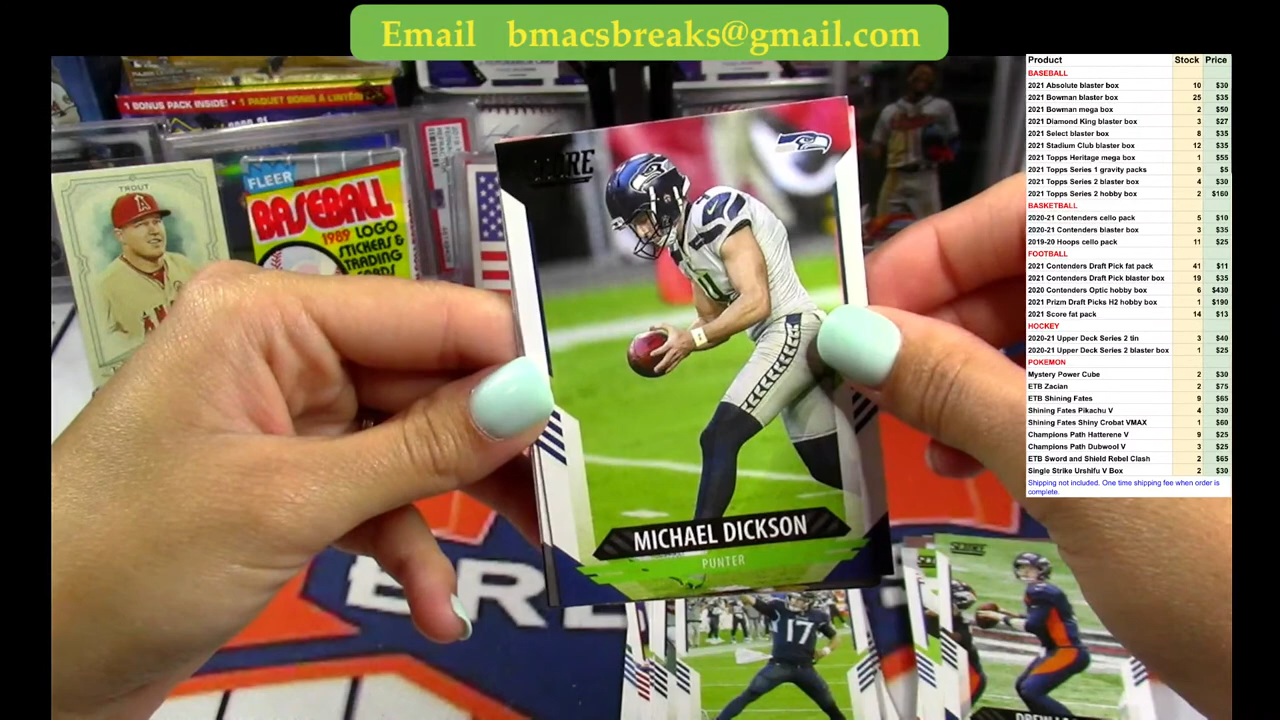 Email bmacsbreaks@gmail.com
1 BONUS PACK INSIDE! • 1 PAQUET BONIS A L'INTÉRI
TROUT
FLEER
BASEBALL
1989 LOGO
STICKERS &
TRADING
CARDS
SCORE
MICHAEL DICKSON
PUNTER
17
SCORE
Product Stock Price
BASEBALL
2021 Absolute blaster box 10 $30
2021 Bowman blaster box 25 $35
2021 Bowman mega box 2 $50
2021 Diamond King blaster box 3 $27
2021 Select blaster box 8 $35
2021 Stadium Club blaster box 12 $35
2021 Topps Heritage mega box 1 $55
2021 Topps Series 1 gravity packs 9 $5
2021 Topps Series 2 blaster box 4 $30
2021 Topps Series 2 hobby box 2 $160
BASKETBALL
2020-21 Contenders cello pack 5 $10
2020-21 Contenders blaster box 3 $35
2019-20 Hoops cello pack 11 $25
FOOTBALL
2021 Contenders Draft Pick fat pack 41 $11
2021 Contenders Draft Pick blaster box 19 $35
2020 Contenders Optic hobby box 6 $430
2021 Prizm Draft Picks H2 hobby box 1 $190
2021 Score fat pack 14 $13
HOCKEY
2020-21 Upper Deck Series 2 tin 3 $40
2020-21 Upper Deck Series 2 blaster box 1 $25
POKEMON
Mystery Power Cube 2 $30
ETB Zacian 2 $75
ETB Shining Fates 9 $65
Shining Fates Pikachu V 4 $30
Shining Fates Shiny Crobat VMAX 1 $60
Champions Path Hatterene V 9 $25
Champions Path Dubwool V 3 $25
ETB Sword and Shield Rebel Clash 2 $65
Single Strike Urshifu V Box 2 $30
Shipping not included. One time shipping fee when order is
complete.